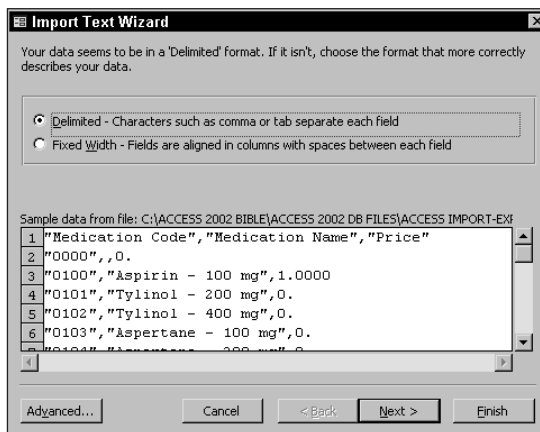 Import Text Wizard
Your data seems to be in a 'Delimited' format. If it isn't, choose the format that more correctly
describes your data.
Delimited - Characters such as comma or tab separate each field
Fixed Width - Fields are aligned in columns with spaces between each field
Sample data from file: C:\ACCESS 2002 BIBLE\ACCESS 2002 DB FILES\ACCESS IMPORT-EXP
1 "Medication Code","Medication Name","Price"
2 "0000",,0.
3 "0100","Aspirin - 100 mg",1.0000
4 "0101","Tylinol - 200 mg",0.
5 "0102","Tylinol - 400 mg",0.
6 "0103","Aspertane - 100 mg",0.
Advanced... Cancel < Back Next > Finish